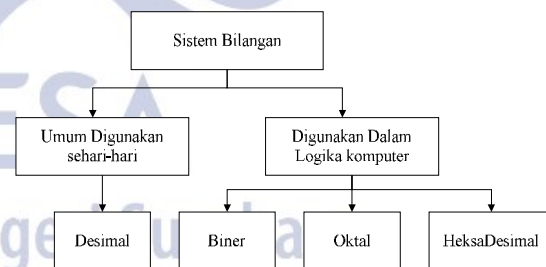 Sistem Bilangan
Umum Digunakan
sehari-hari
Digunakan Dalam
Logika komputer
Desimal
Biner
Oktal
HeksaDesimal